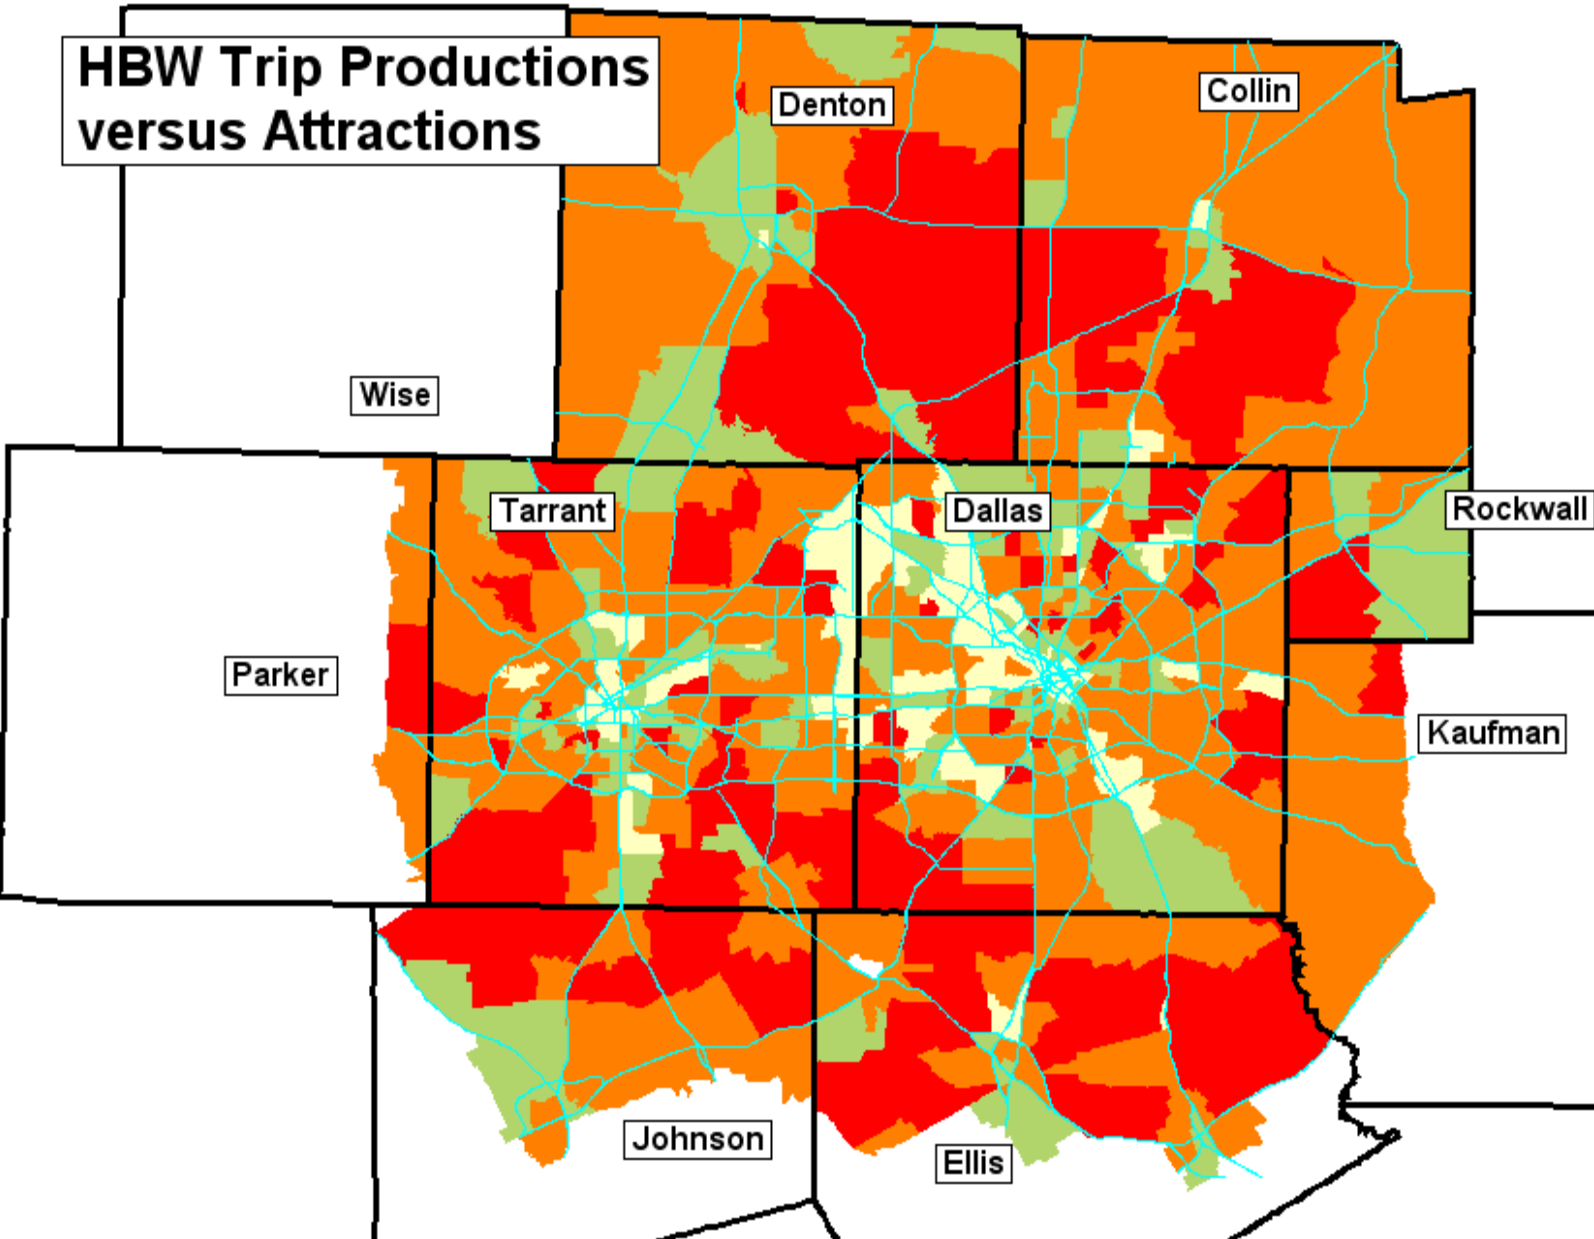 HBW Trip Productions
versus Attractions
Denton
Collin
Wise
Tarrant
Dallas
Rockwall
Parker
Kaufman
Johnson
Ellis